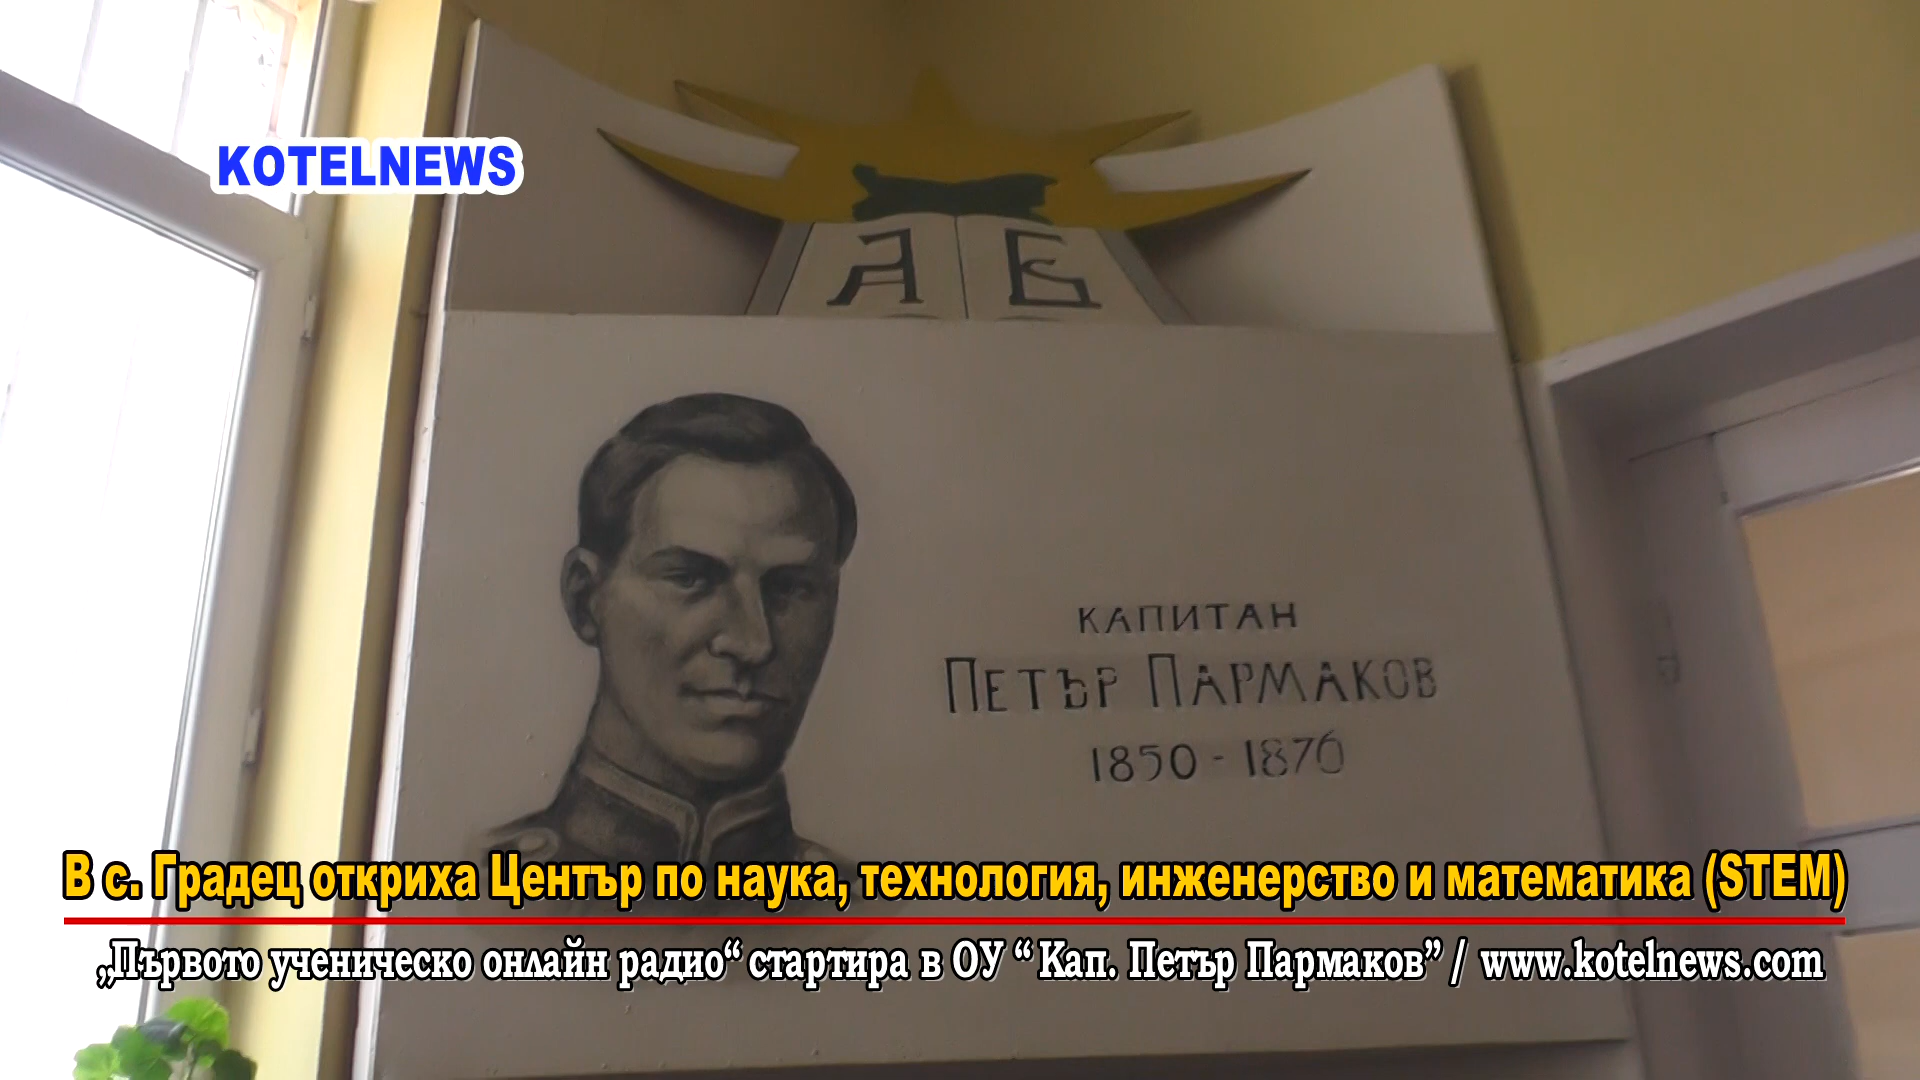 KOTELNEWS
А Б
КАПИТАН
ПЕТЪР ПАРМАКОВ
1850 - 1876
В с. Градец откриха Център по наука, технология, инженерство и математика (STEM)
„Първото ученическо онлайн радио“ стартира в ОУ “ Кап. Петър Пармаков” / www.kotelnews.com